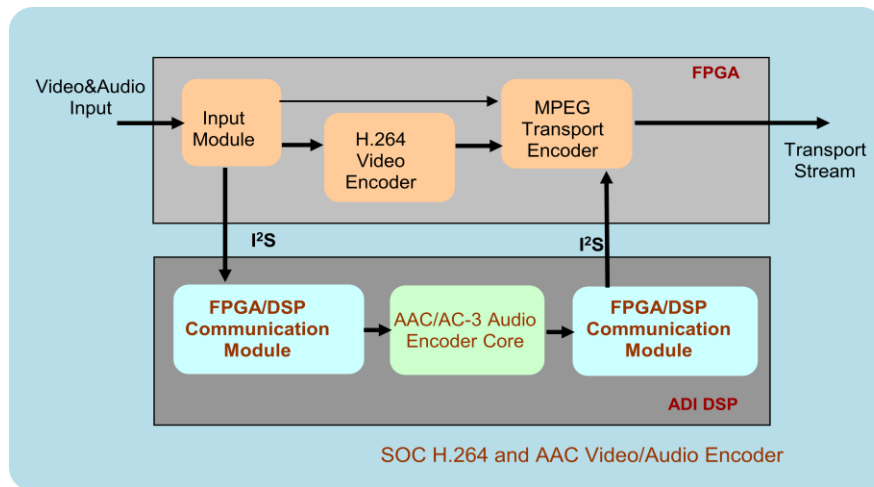 FPGA
Video&Audio
Input
Input
Module
H.264
Video
Encoder
MPEG
Transport
Encoder
Transport
Stream
I²S
I²S
FPGA/DSP
Communication
Module
AAC/AC-3 Audio
Encoder Core
FPGA/DSP
Communication
Module
ADI DSP
SOC H.264 and AAC Video/Audio Encoder